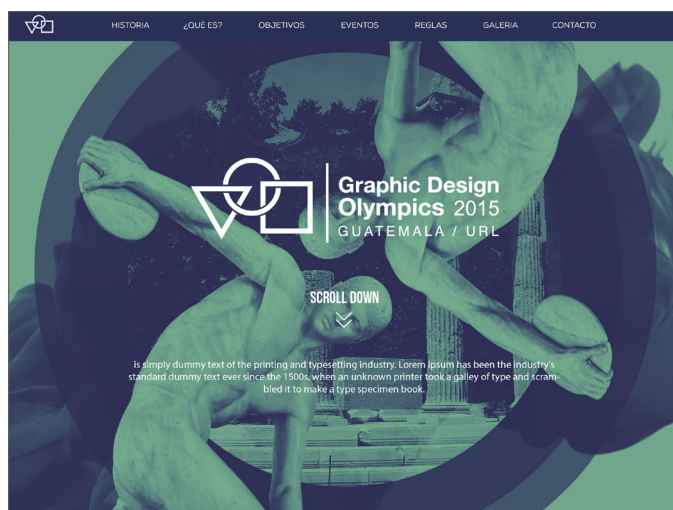 HISTORIA ¿QUÉ ES? OBJETIVOS EVENTOS REGLAS GALERIA CONTACTO
Graphic Design
Olympics 2015
GUATEMALA / URL
SCROLL DOWN
is simply dummy text of the printing and typesetting industry. Lorem Ipsum has been the industry's
standard dummy text ever since the 1500s, when an unknown printer took a galley of type and scram-
bled it to make a type specimen book.